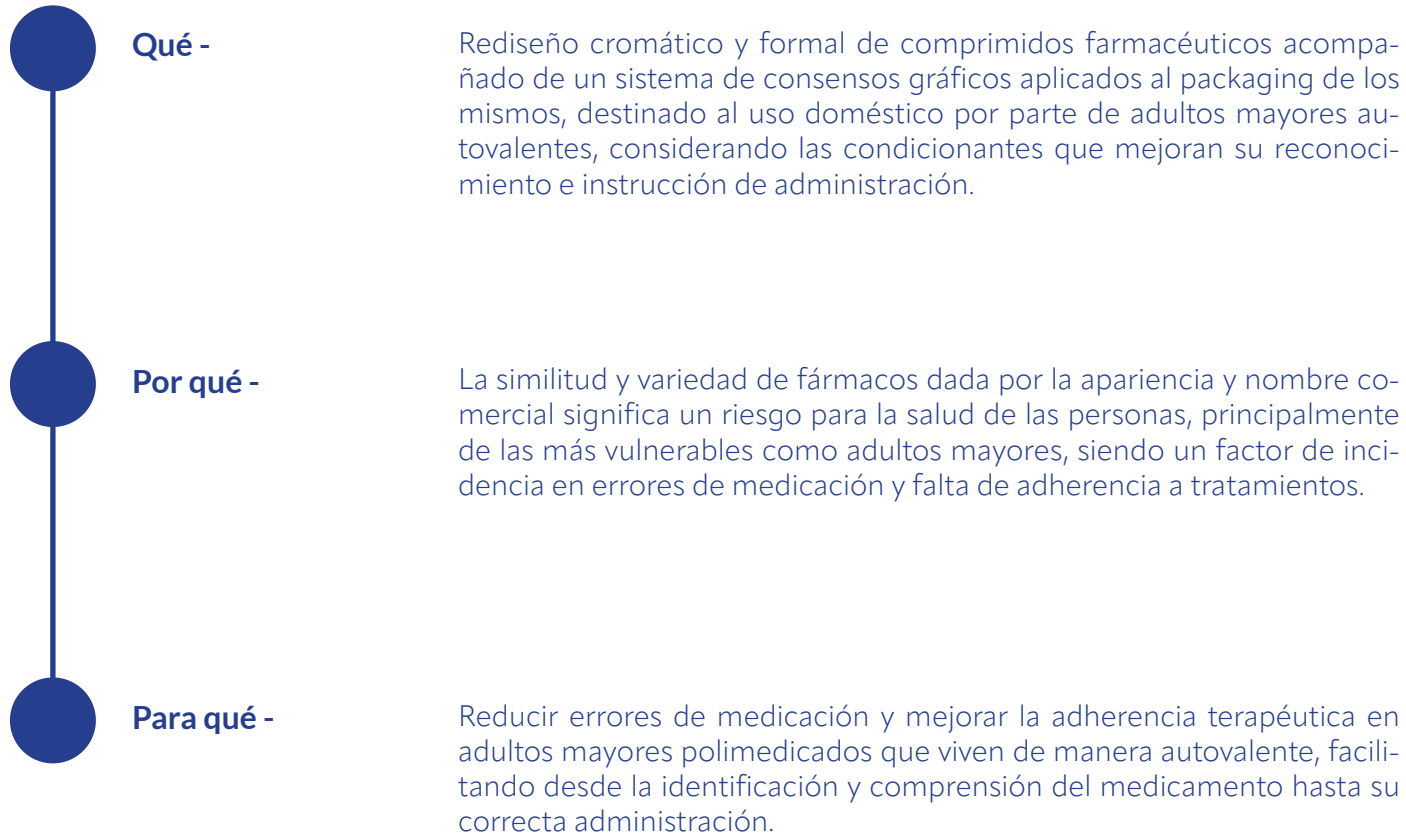 Qué -
Rediseño cromático y formal de comprimidos farmacéuticos acompa-
ñado de un sistema de consensos gráficos aplicados al packaging de los
mismos, destinado al uso doméstico por parte de adultos mayores au-
tovalentes, considerando las condicionantes que mejoran su reconoci-
miento e instrucción de administración.
Por qué -
La similitud y variedad de fármacos dada por la apariencia y nombre co-
mercial significa un riesgo para la salud de las personas, principalmente
de las más vulnerables como adultos mayores, siendo un factor de inci-
dencia en errores de medicación y falta de adherencia a tratamientos.
Para qué -
Reducir errores de medicación y mejorar la adherencia terapéutica en
adultos mayores polimedicados que viven de manera autovalente, facili-
tando desde la identificación y comprensión del medicamento hasta su
correcta administración.